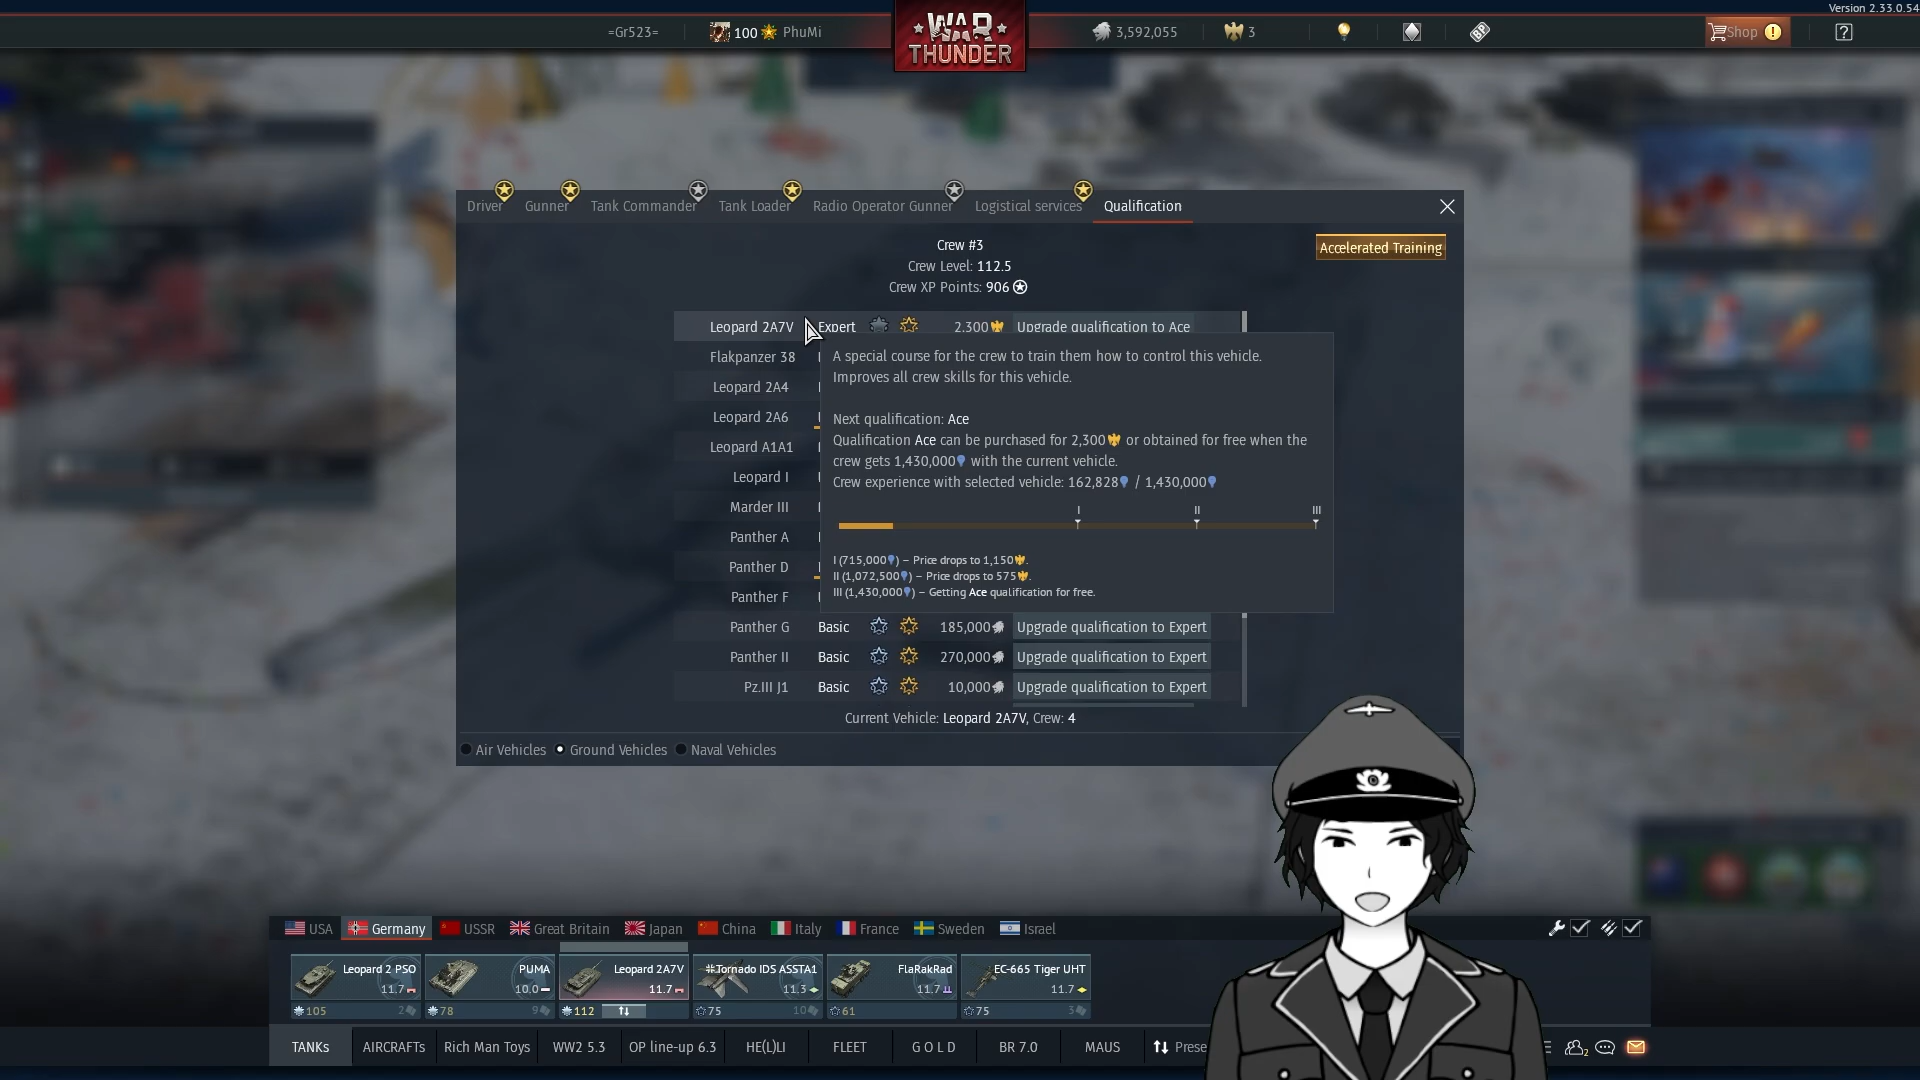 Version 2.33.0.54
=Gr523=
100 PhuMi
WAR THUNDER
3,592,055
3
Shop
Driver Gunner Tank Commander Tank Loader Radio Operator Gunner Logistical services Qualification
Crew #3
Accelerated Training
Crew Level: 112.5
Crew XP Points: 906
Leopard 2A7V Expert 2,300 Upgrade qualification to Ace
Flakpanzer 38
Leopard 2A4
Leopard 2A6
Leopard A1A1
Leopard I
Marder III
Panther A
Panther D
Panther F
A special course for the crew to train them how to control this vehicle.
Improves all crew skills for this vehicle.
Next qualification: Ace
Qualification Ace can be purchased for 2,300 or obtained for free when the
crew gets 1,430,000 with the current vehicle.
Crew experience with selected vehicle: 162,828 / 1,430,000
I II III
I (715,000) – Price drops to 1,150.
II (1,072,500) – Price drops to 575.
III (1,430,000) – Getting Ace qualification for free.
Panther G Basic 185,000 Upgrade qualification to Expert
Panther II Basic 270,000 Upgrade qualification to Expert
Pz.III J1 Basic 10,000 Upgrade qualification to Expert
Current Vehicle: Leopard 2A7V, Crew: 4
Air Vehicles Ground Vehicles Naval Vehicles
USA Germany USSR Great Britain Japan China Italy France Sweden Israel
Leopard 2 PSO PUMA Leopard 2A7V Tornado IDS ASSTA1 FlaRakRad EC-665 Tiger UHT
11.7 10.0 11.7 11.3 11.7 11.7
105 2 78 9 112 75 10 61 75 3
TANKs AIRCRAFTs Rich Man Toys WW2 5.3 OP line-up 6.3 HE(L)LI FLEET G O L D BR 7.0 MAUS Prese
2